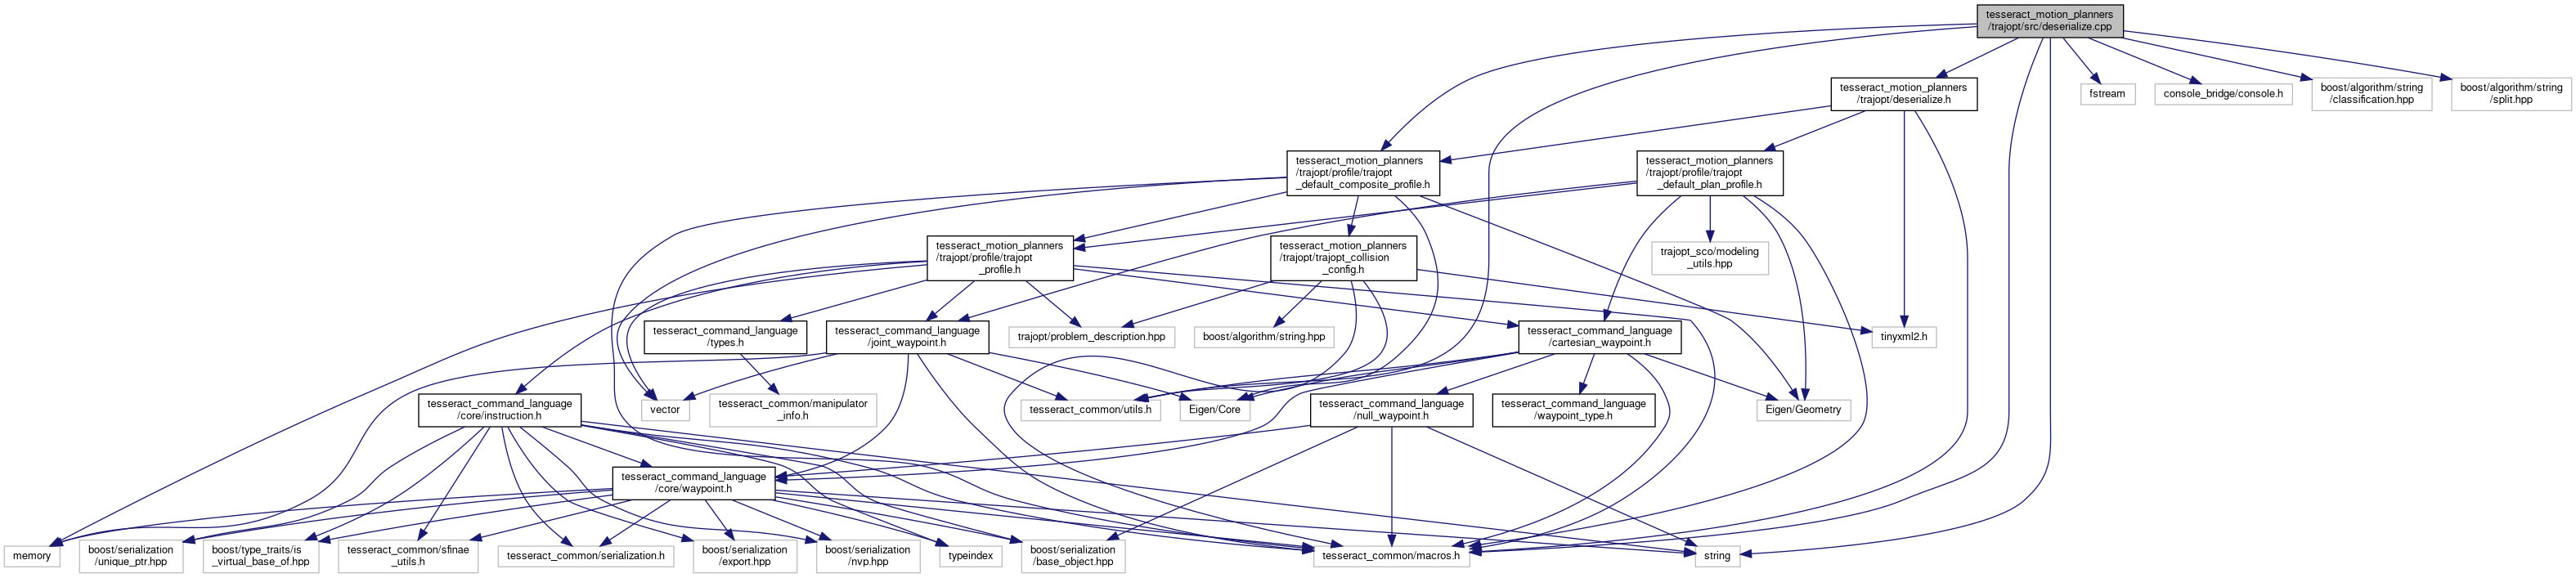 tesseract_motion_planners
/trajopt/src/deserialize.cpp
tesseract_motion_planners
/trajopt/deserialize.h
fstream
console_bridge/console.h
boost/algorithm/string
/classification.hpp
boost/algorithm/string
/split.hpp
tesseract_motion_planners
/trajopt/profile/trajopt
_default_composite_profile.h
tesseract_motion_planners
/trajopt/profile/trajopt
_default_plan_profile.h
tesseract_motion_planners
/trajopt/profile/trajopt
_profile.h
tesseract_motion_planners
/trajopt/trajopt_collision
_config.h
trajopt_sco/modeling
_utils.hpp
tesseract_command_language
/types.h
tesseract_command_language
/joint_waypoint.h
trajopt/problem_description.hpp
boost/algorithm/string.hpp
tesseract_command_language
/cartesian_waypoint.h
tinyxml2.h
tesseract_command_language
/core/instruction.h
vector
tesseract_common/manipulator
_info.h
tesseract_common/utils.h
Eigen/Core
tesseract_command_language
/null_waypoint.h
tesseract_command_language
/waypoint_type.h
Eigen/Geometry
tesseract_command_language
/core/waypoint.h
memory
boost/serialization
/unique_ptr.hpp
boost/type_traits/is
_virtual_base_of.hpp
tesseract_common/sfinae
_utils.h
tesseract_common/serialization.h
boost/serialization
/export.hpp
boost/serialization
/nvp.hpp
typeindex
boost/serialization
/base_object.hpp
tesseract_common/macros.h
string